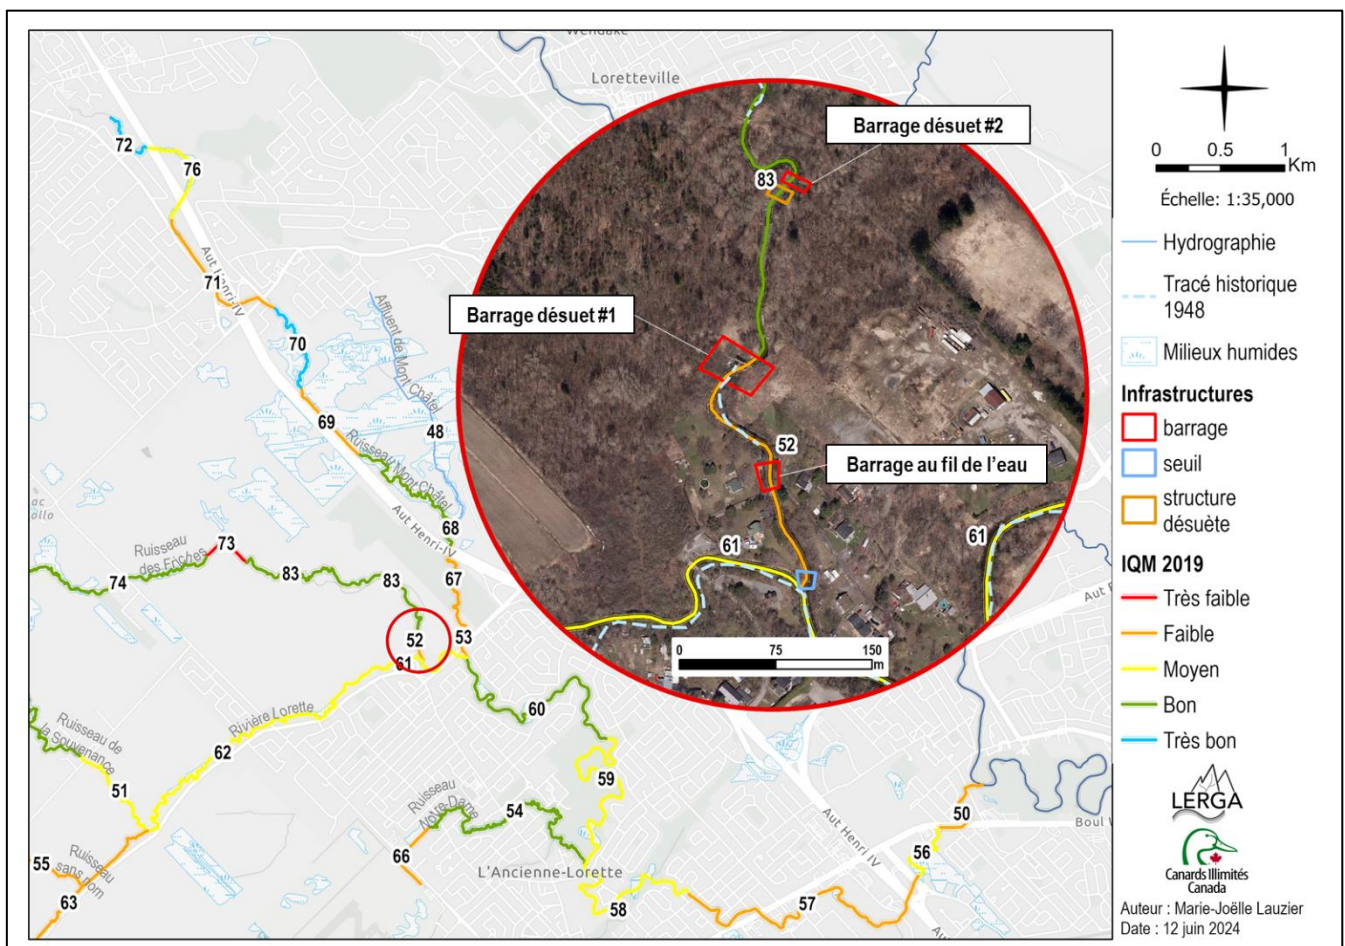 Wendake
Loretteville
Barrage désuet #2
83
72
76
Aut Henri-IV
71
Barrage désuet #1
70
Affluent de Mont Châtel
69
48
Ruisseau Mont Châtel
52
Barrage au fil de l'eau
68
Aut Henri-IV
61
61
73
Ruisseau
des Friches
74
83
83
67
52
53
61
0 75 150
m
60
Rivière Lorette
Ruisseau de
la Souvenance
62
59
51
Ruisseau
Notre-Dame
54
50
Aut Henri IV
66
56
55
Ruisseau
sans nom
L'Ancienne-Lorette
63
58
57
0 0.5 1
Km
Échelle: 1:35,000
Hydrographie
Tracé historique
1948
Milieux humides
Infrastructures
barrage
seuil
structure
désuète
IQM 2019
Très faible
Faible
Moyen
Bon
Très bon
LERGA
Canards Illimités
Canada
Auteur : Marie-Joëlle Lauzier
Date : 12 juin 2024